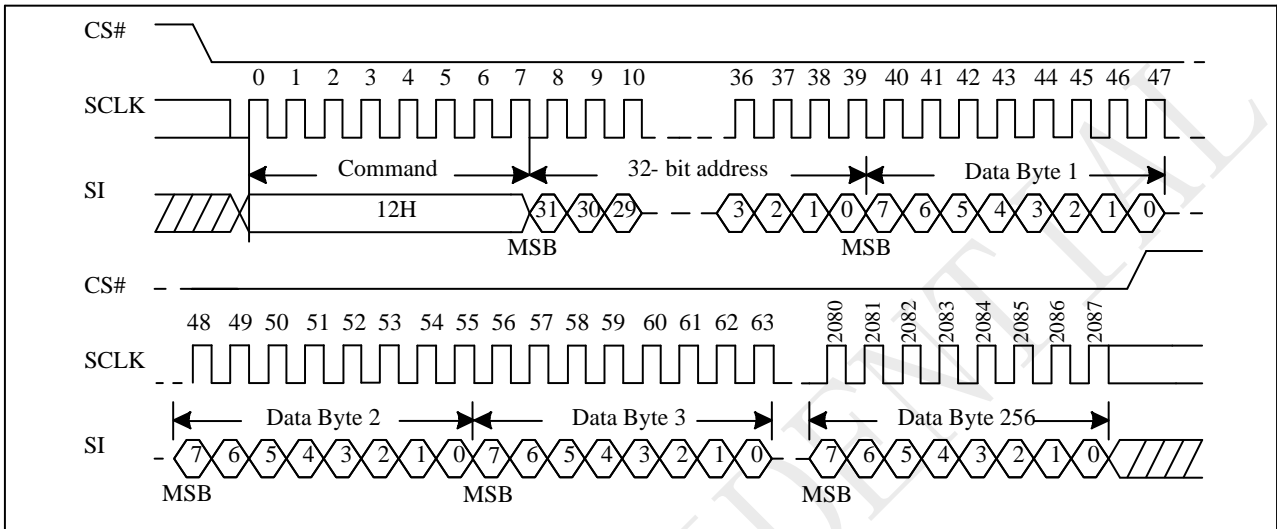 CS#
0 1 2 3 4 5 6 7 8 9 10 36 37 38 39 40 41 42 43 44 45 46 47
SCLK
Command 32- bit address Data Byte 1
SI
12H 31 30 29 3 2 1 0 7 6 5 4 3 2 1 0
MSB MSB
CS#
48 49 50 51 52 53 54 55 56 57 58 59 60 61 62 63 2080 2081 2082 2083 2084 2085 2086 2087
SCLK
Data Byte 2 Data Byte 3 Data Byte 256
SI
7 6 5 4 3 2 1 0 7 6 5 4 3 2 1 0 7 6 5 4 3 2 1 0
MSB MSB MSB
DENTIAL